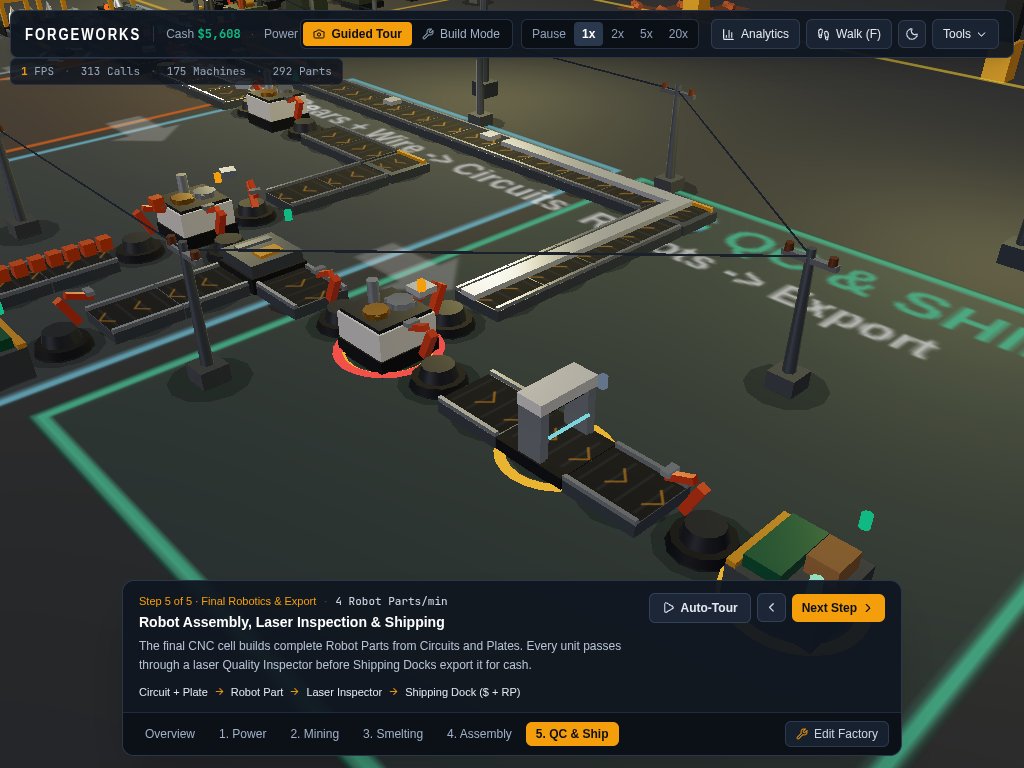 FORGEWORKS
Cash $5,608 · Power
Guided Tour
Build Mode
Pause 1x 2x 5x 20x
Analytics
Walk (F)
Tools
1 FPS · 313 Calls · 175 Machines · 292 Parts
Gears + Wire -> Circuits
QC & SHI
-> Export
Step 5 of 5 · Final Robotics & Export · 4 Robot Parts/min
Auto-Tour
Next Step
Robot Assembly, Laser Inspection & Shipping
The final CNC cell builds complete Robot Parts from Circuits and Plates. Every unit passes
through a laser Quality Inspector before Shipping Docks export it for cash.
Circuit + Plate → Robot Part → Laser Inspector → Shipping Dock ($ + RP)
Overview 1. Power 2. Mining 3. Smelting 4. Assembly 5. QC & Ship
Edit Factory